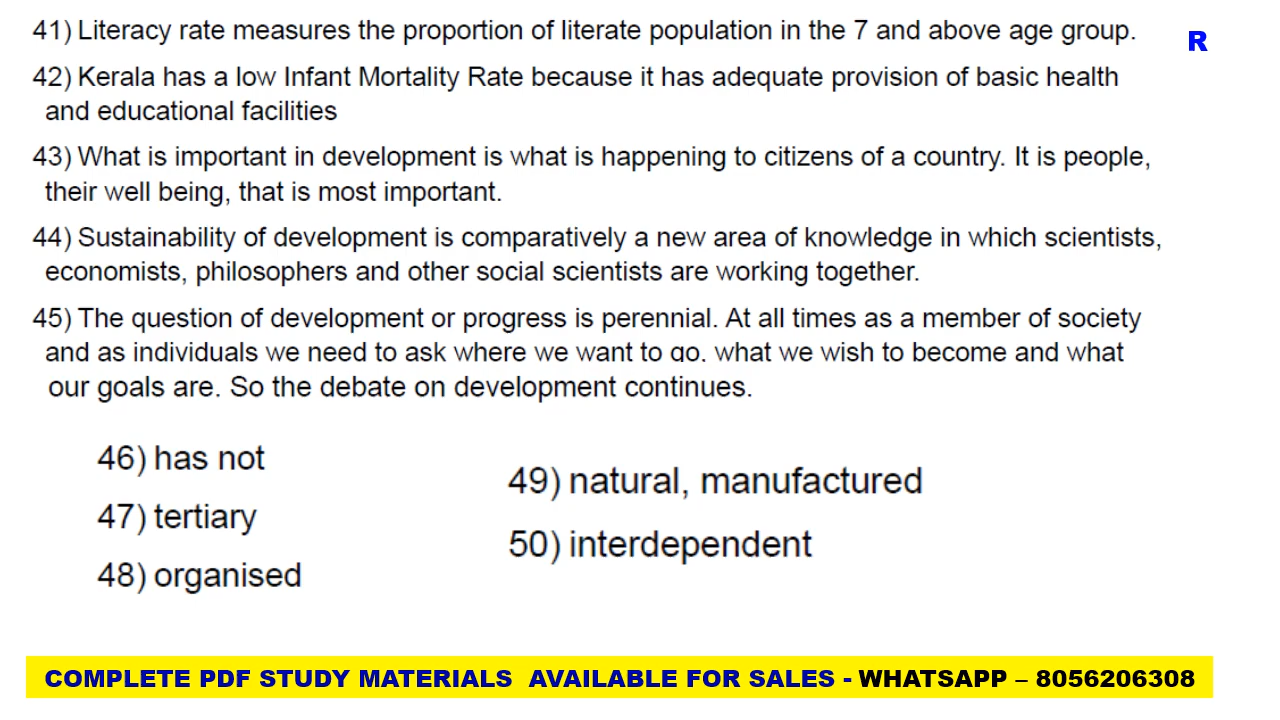 41) Literacy rate measures the proportion of literate population in the 7 and above age group.
R
42) Kerala has a low Infant Mortality Rate because it has adequate provision of basic health
and educational facilities
43) What is important in development is what is happening to citizens of a country. It is people,
their well being, that is most important.
44) Sustainability of development is comparatively a new area of knowledge in which scientists,
economists, philosophers and other social scientists are working together.
45) The question of development or progress is perennial. At all times as a member of society
and as individuals we need to ask where we want to go, what we wish to become and what
our goals are. So the debate on development continues.
46) has not
47) tertiary
48) organised
49) natural, manufactured
50) interdependent
COMPLETE PDF STUDY MATERIALS AVAILABLE FOR SALES - WHATSAPP – 8056206308